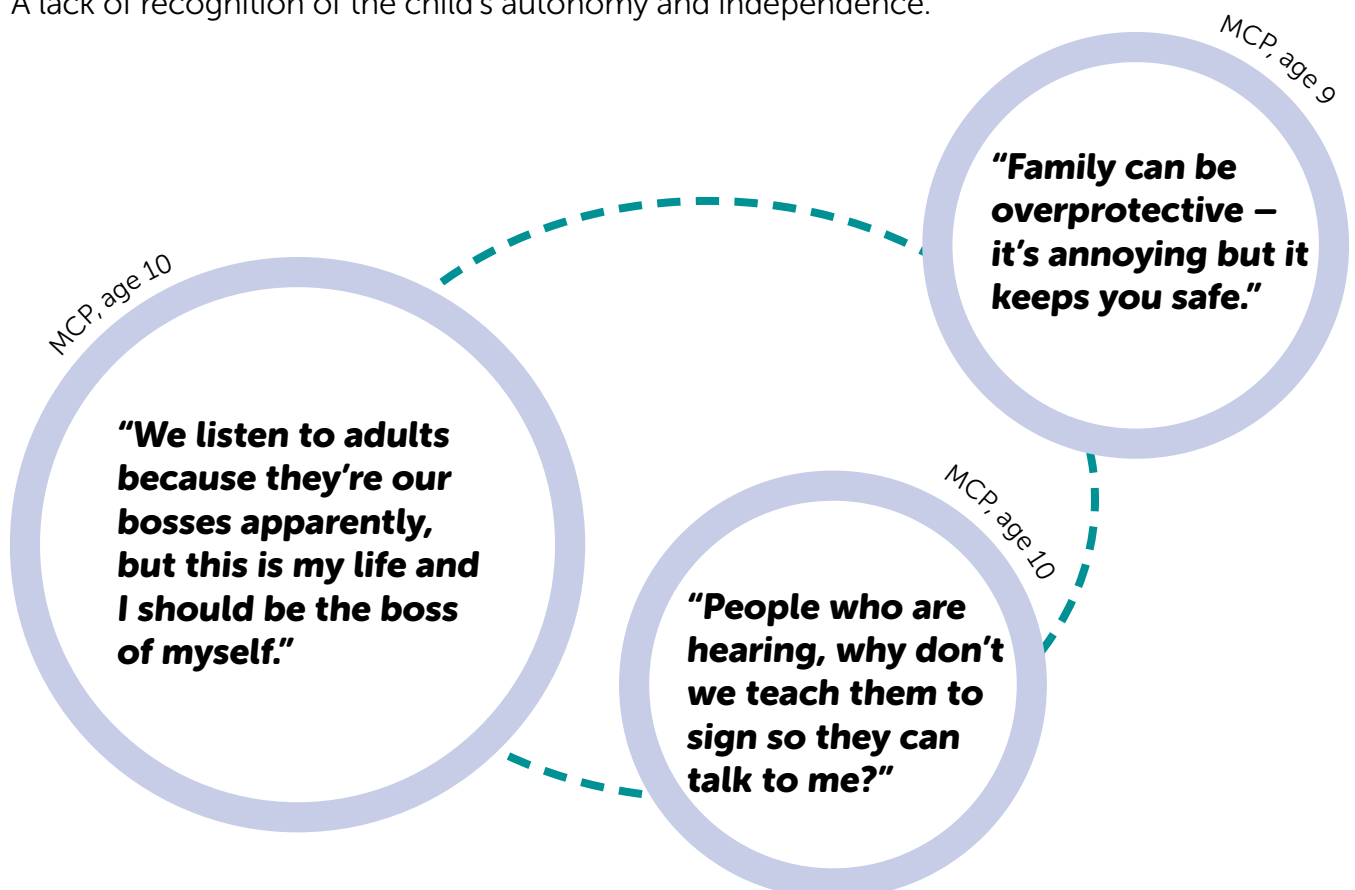 A lack of recognition of the child's autonomy and independence.
MCP, age 9
"Family can be
overprotective –
it's annoying but it
keeps you safe."
MCP, age 10
"We listen to adults
because they're our
bosses apparently,
but this is my life and
I should be the boss
of myself."
MCP, age 10
"People who are
hearing, why don't
we teach them to
sign so they can
talk to me?"